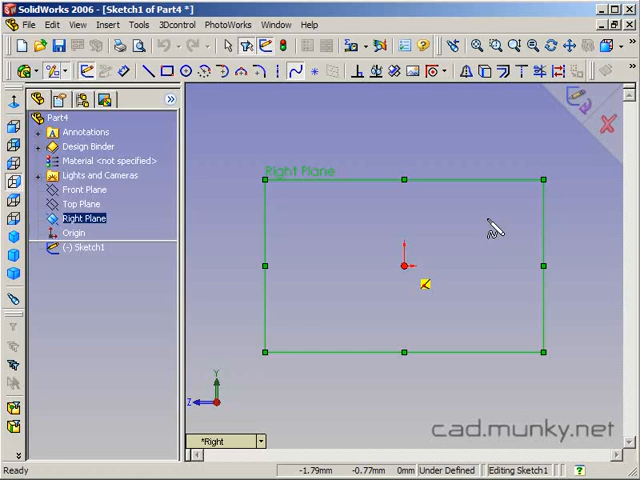 SolidWorks 2006 - [Sketch1 of Part4 *]
File Edit View Insert Tools 3Dcontrol PhotoWorks Window Help
Part4
Annotations
Design Binder
Material <not specified>
Lights and Cameras
Front Plane
Top Plane
Right Plane
Origin
(-) Sketch1
Right Plane
Y
Z
*Right
cad.munky.net
Ready
-1.79mm -0.77mm 0mm Under Defined Editing Sketch1